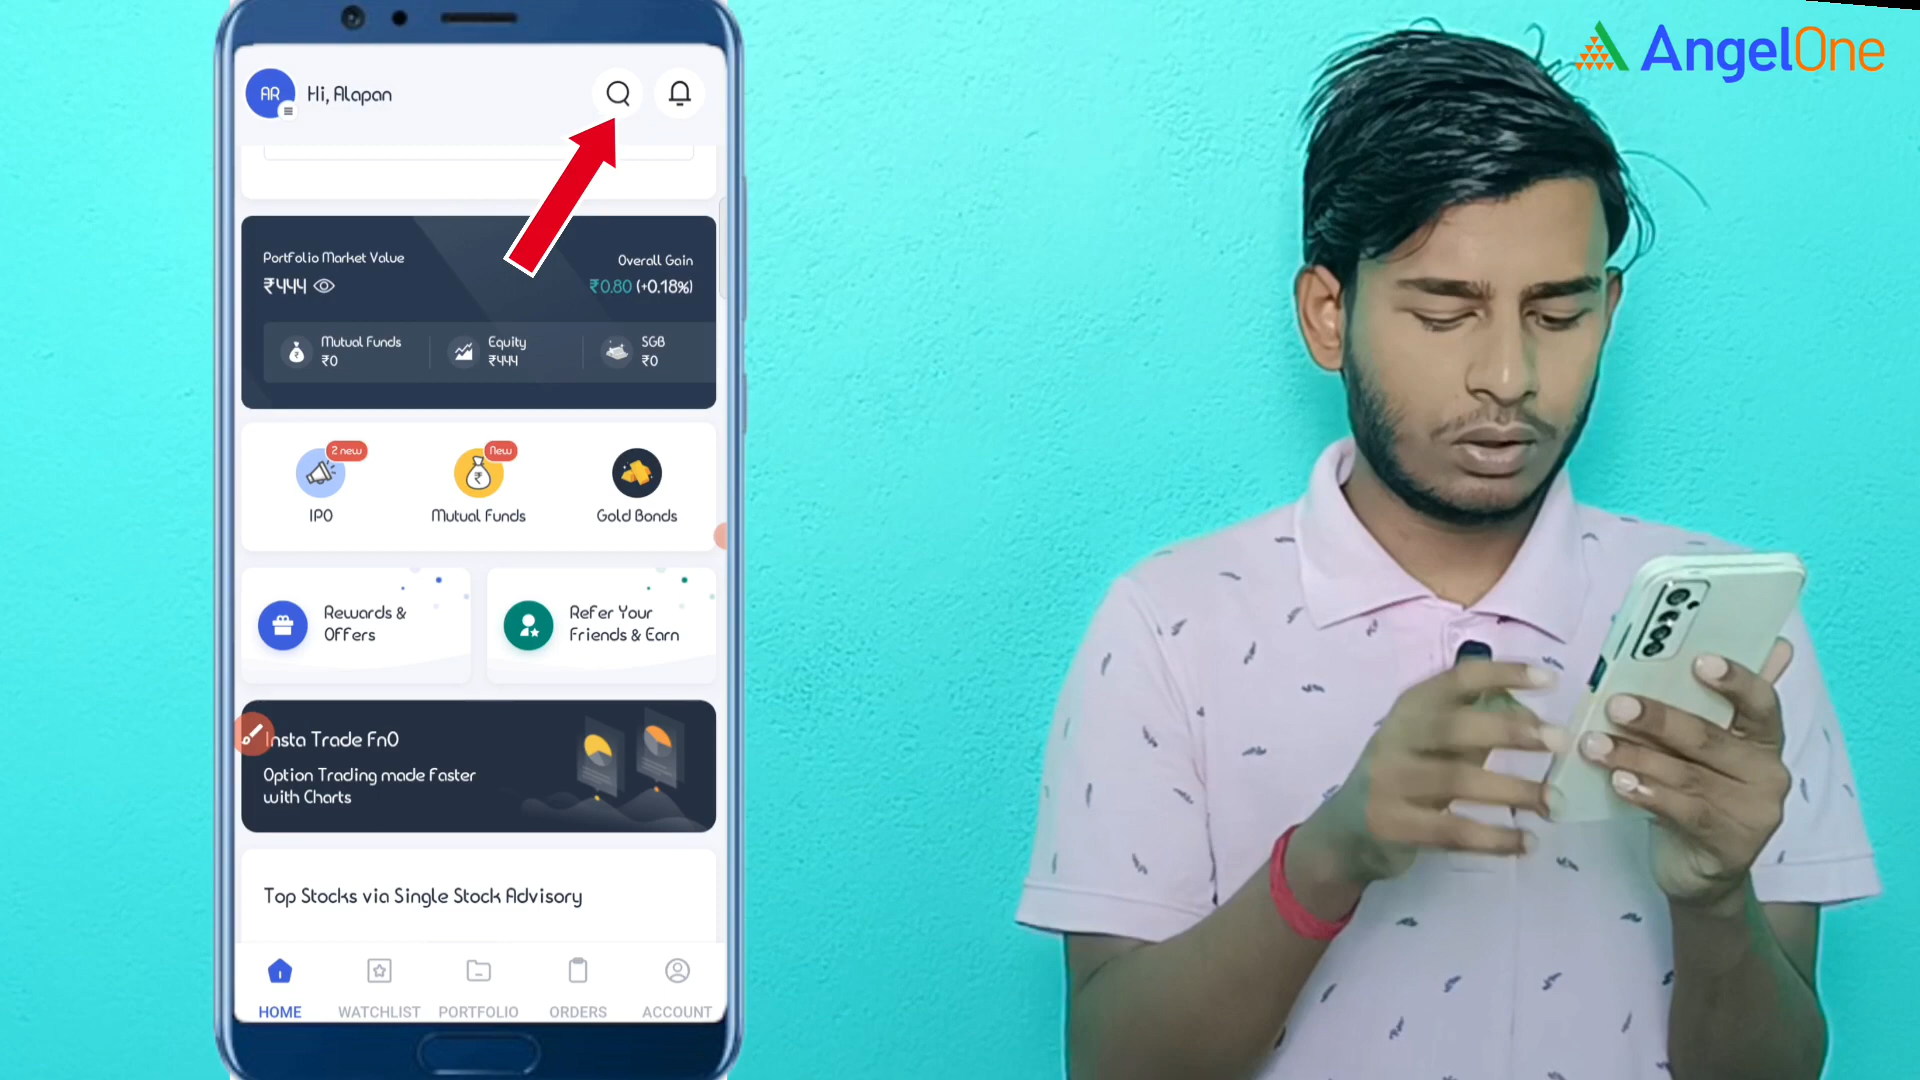 AngelOne
AR
Hi, Alapan
Portfolio Market Value
Overall Gain
₹444
₹0.80 (+0.18%)
Mutual Funds
₹0
Equity
₹444
SGB
₹0
2 new
New
IPO
Mutual Funds
Gold Bonds
Rewards &
Offers
Refer Your
Friends & Earn
Insta Trade FnO
Option Trading made faster
with Charts
Top Stocks via Single Stock Advisory
HOME
WATCHLIST
PORTFOLIO
ORDERS
ACCOUNT